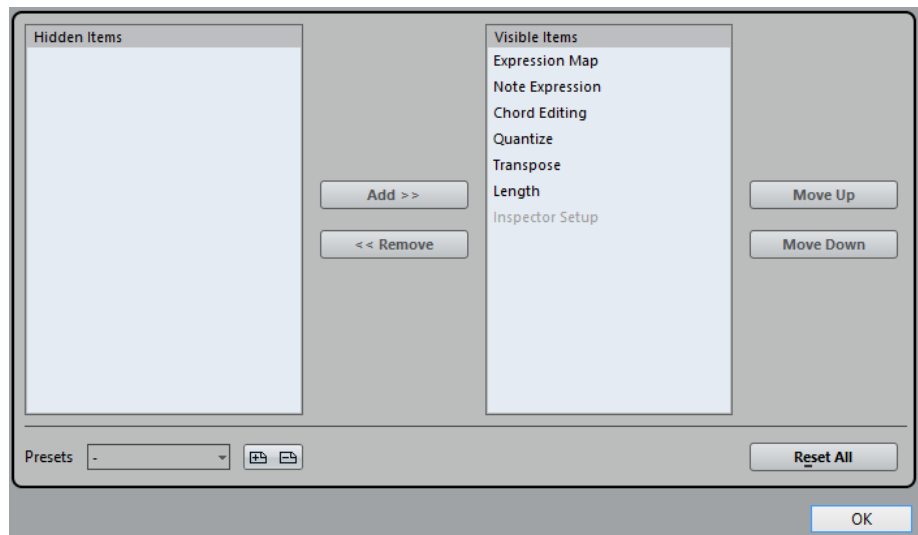 Hidden Items
Visible Items
Expression Map
Note Expression
Chord Editing
Quantize
Transpose
Length
Inspector Setup
Add >>
<< Remove
Move Up
Move Down
Presets
-
Reset All
OK